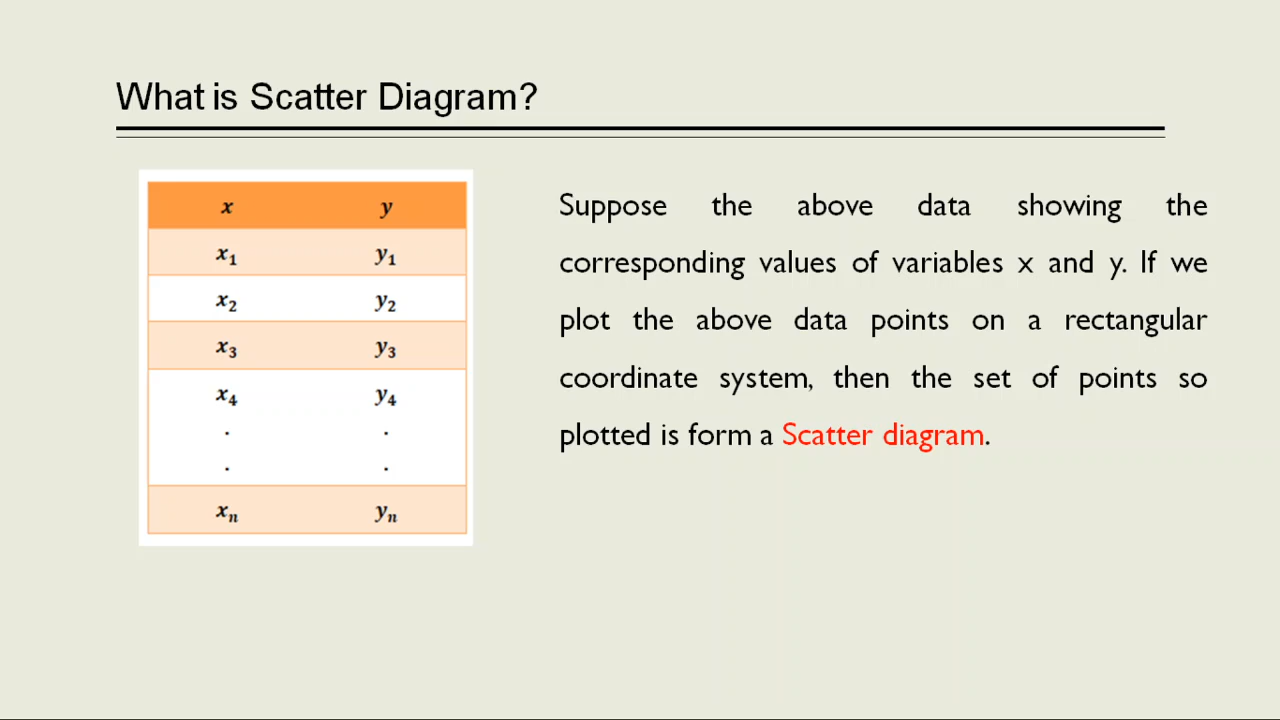 What is Scatter Diagram?
x y
x₁ y₁
x₂ y₂
x₃ y₃
x₄ y₄
. .
. .
xₙ yₙ
Suppose the above data showing the
corresponding values of variables x and y. If we
plot the above data points on a rectangular
coordinate system, then the set of points so
plotted is form a Scatter diagram.